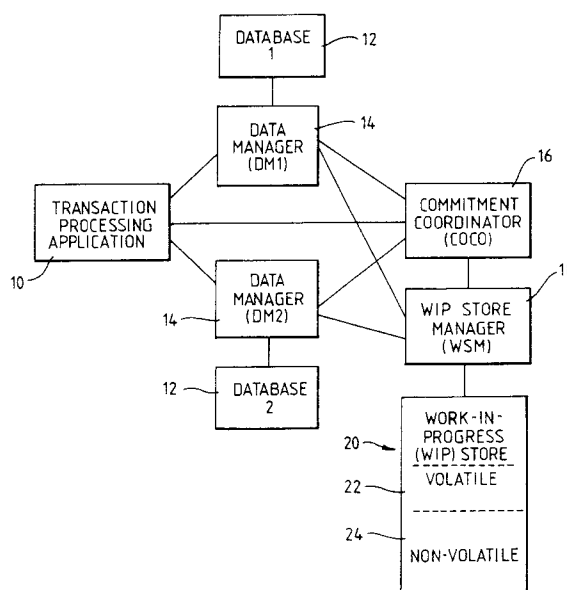 DATABASE
1
12
DATA
MANAGER
(DM1)
14
16
TRANSACTION
PROCESSING
APPLICATION
10
COMMITMENT
COORDINATOR
(COCO)
DATA
MANAGER
(DM2)
14
1
WIP STORE
MANAGER
(WSM)
12
DATABASE
2
20
WORK-IN-
PROGRESS
(WIP) STORE
VOLATILE
22
24
NON-VOLATILE